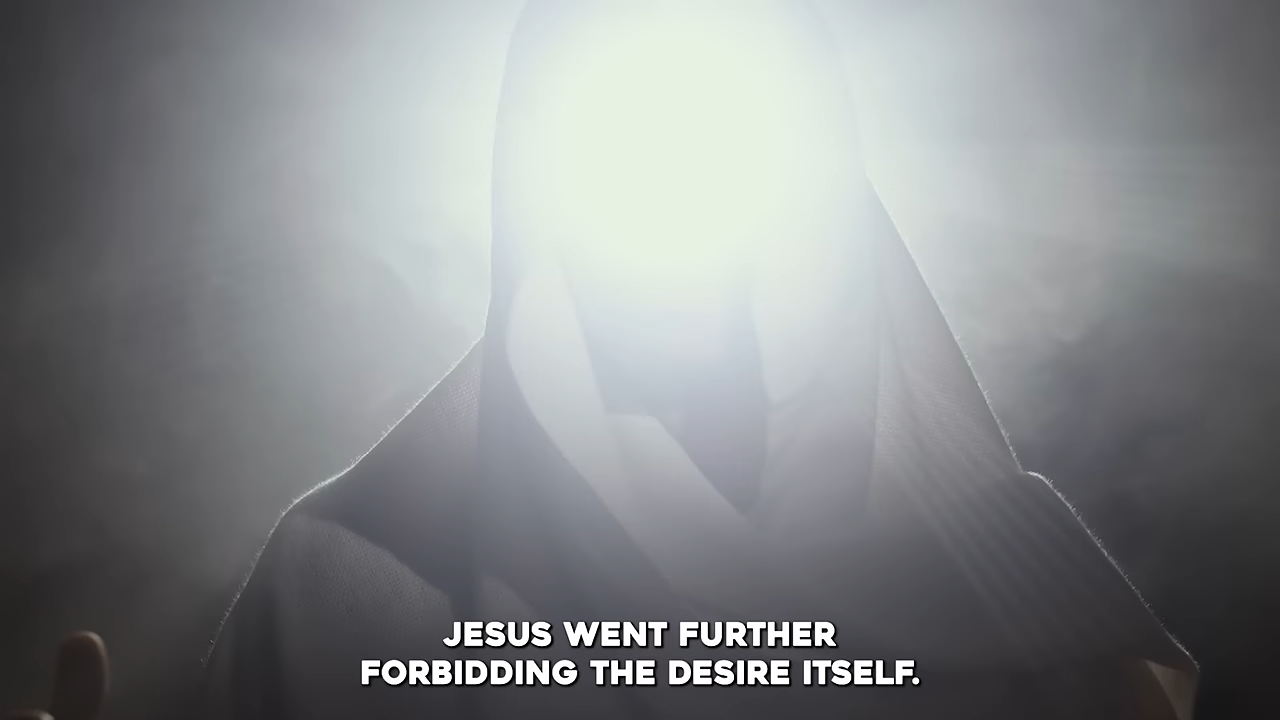 JESUS WENT FURTHER
FORBIDDING THE DESIRE ITSELF.